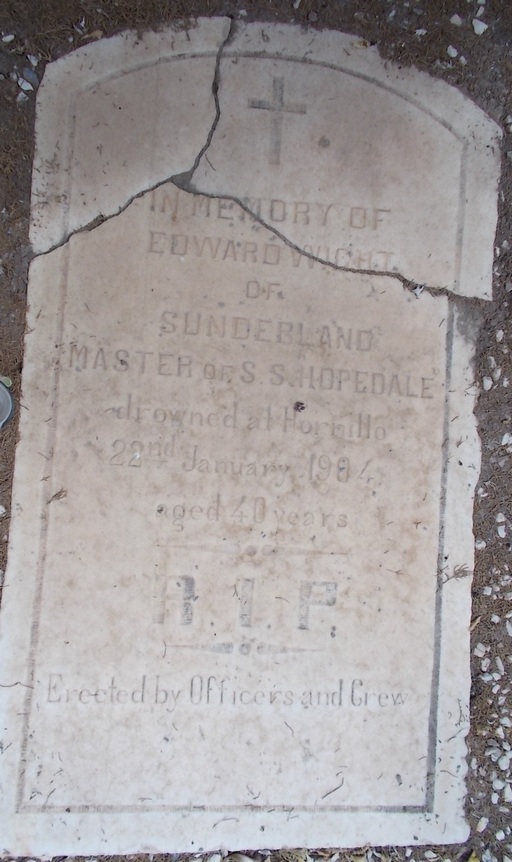 IN MEMORY OF
EDWARD WIGHT
OF
SUNDERLAND
MASTER OF S.S. HOPEDALE
drowned at Hornillo
22nd January 1904
aged 40 years
R.I.P.
Erected by Officers and Crew